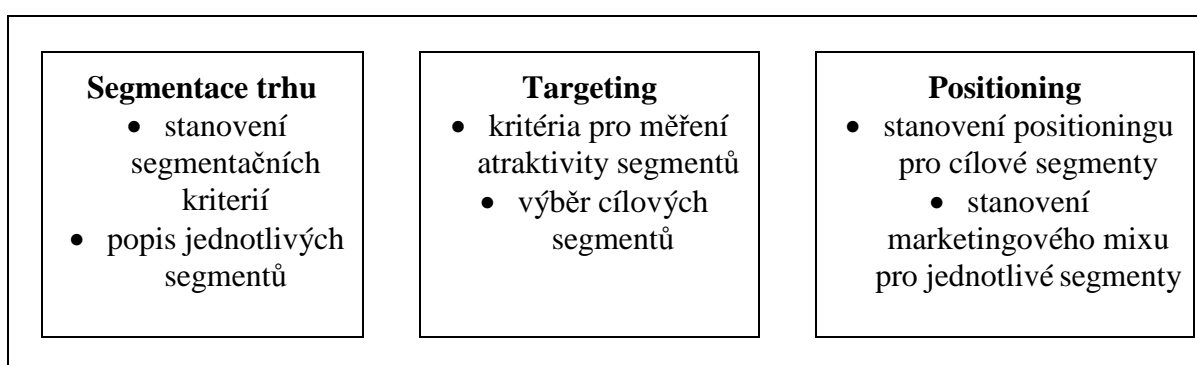 Segmentace trhu
• stanovení
segmentačních
kriterií
• popis jednotlivých
segmentů
Targeting
• kritéria pro měření
atraktivity segmentů
• výběr cílových
segmentů
Positioning
• stanovení positioningu
pro cílové segmenty
• stanovení
marketingového mixu
pro jednotlivé segmenty